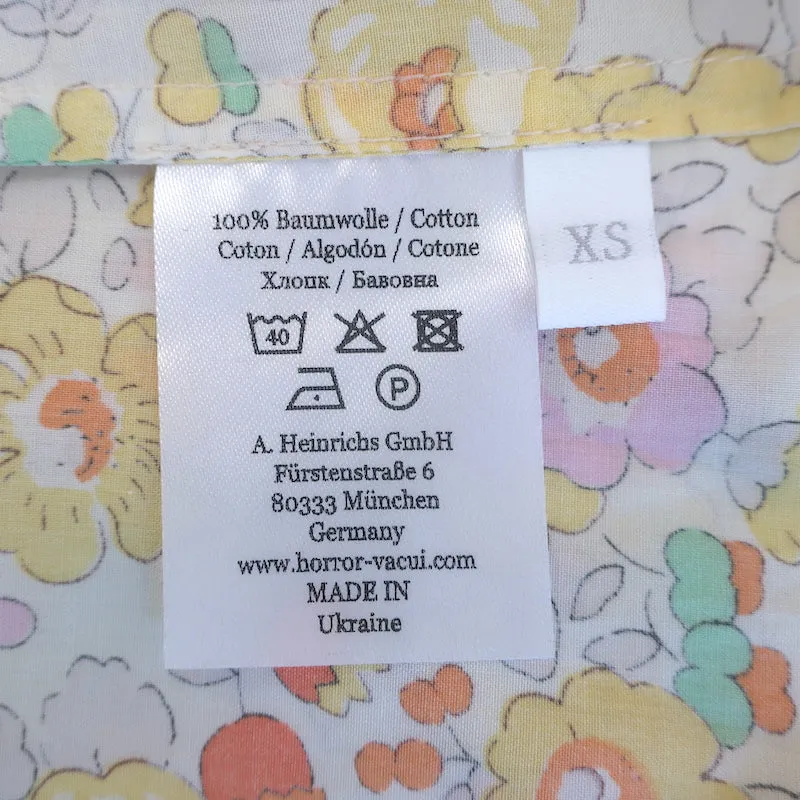 100% Baumwolle / Cotton
Coton / Algodón / Cotone
Хлопк / Бавовна
40
P
A. Heinrichs GmbH
Fürstenstraße 6
80333 München
Germany
www.horror-vacui.com
MADE IN
Ukraine
XS